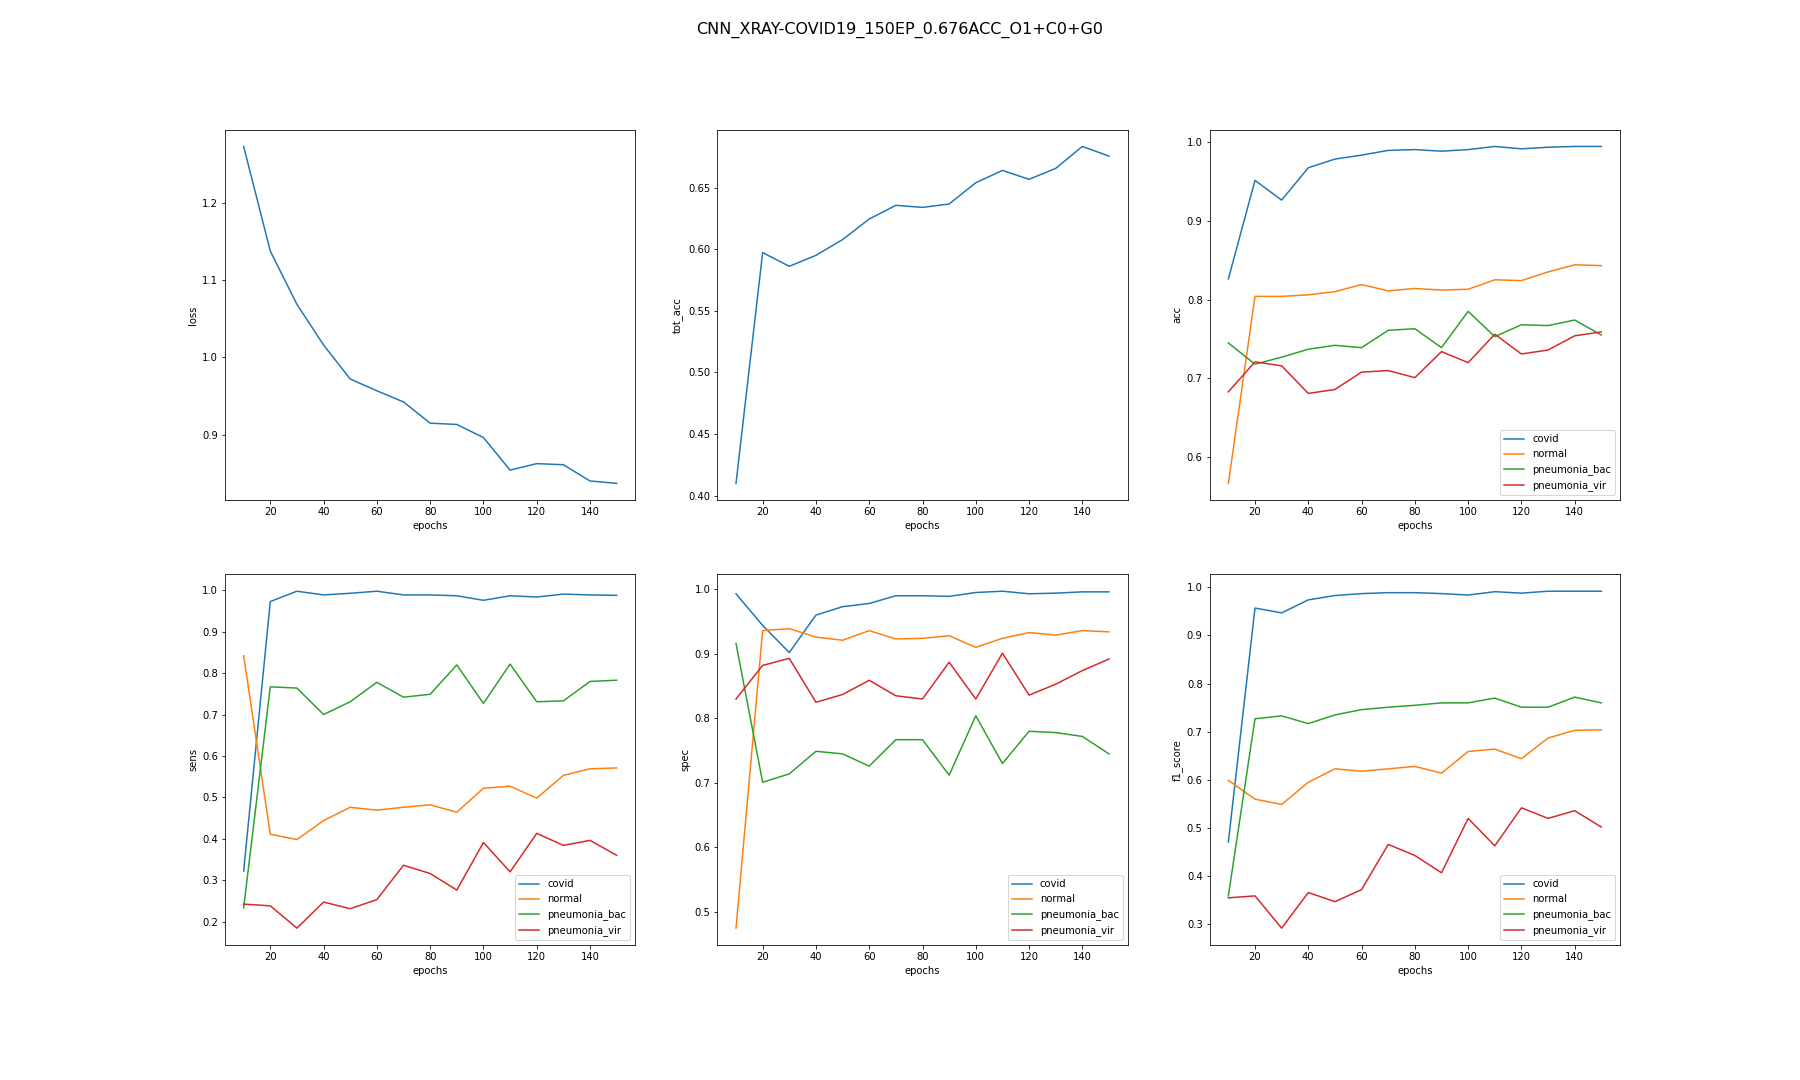 CNN_XRAY-COVID19_150EP_0.676ACC_O1+C0+G0
loss
1.2
1.1
1.0
0.9
20 40 60 80 100 120 140
epochs
tot_acc
0.65
0.60
0.55
0.50
0.45
0.40
20 40 60 80 100 120 140
epochs
acc
1.0
0.9
0.8
0.7
0.6
covid
normal
pneumonia_bac
pneumonia_vir
20 40 60 80 100 120 140
epochs
sens
1.0
0.9
0.8
0.7
0.6
0.5
0.4
0.3
0.2
covid
normal
pneumonia_bac
pneumonia_vir
20 40 60 80 100 120 140
epochs
spec
1.0
0.9
0.8
0.7
0.6
0.5
covid
normal
pneumonia_bac
pneumonia_vir
20 40 60 80 100 120 140
epochs
f1_score
1.0
0.9
0.8
0.7
0.6
0.5
0.4
0.3
covid
normal
pneumonia_bac
pneumonia_vir
20 40 60 80 100 120 140
epochs